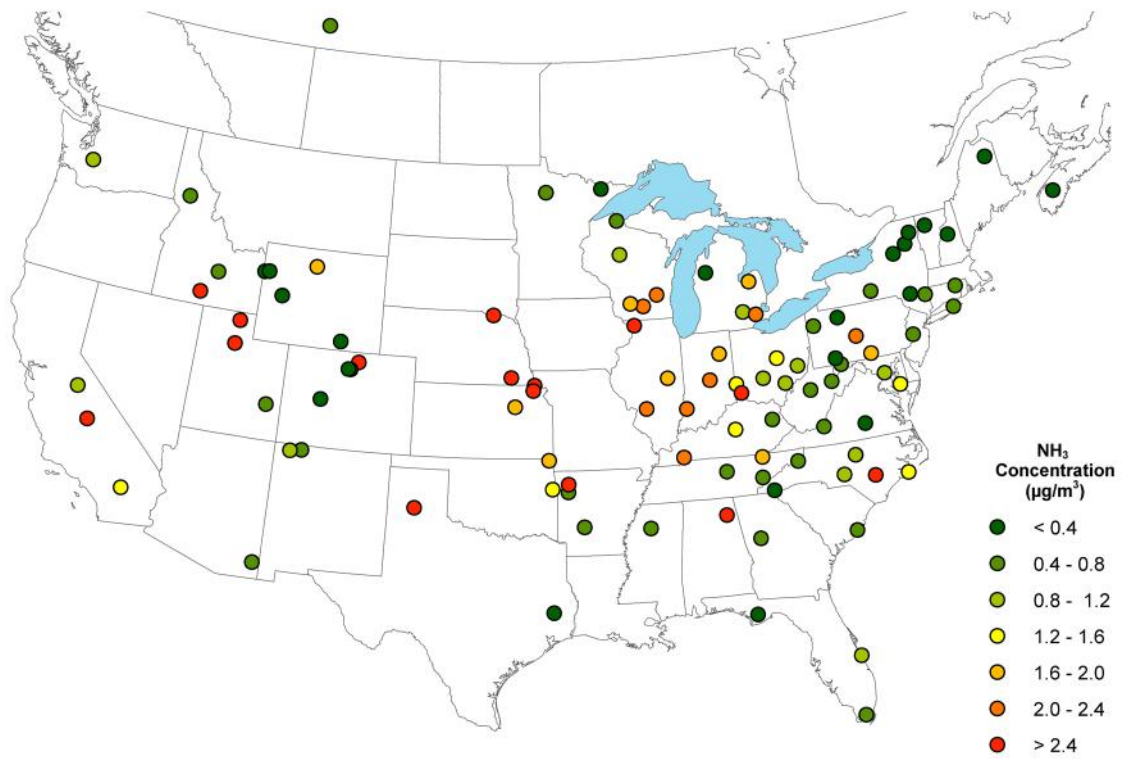 NH₃
Concentration
(µg/m³)
< 0.4
0.4 - 0.8
0.8 - 1.2
1.2 - 1.6
1.6 - 2.0
2.0 - 2.4
> 2.4